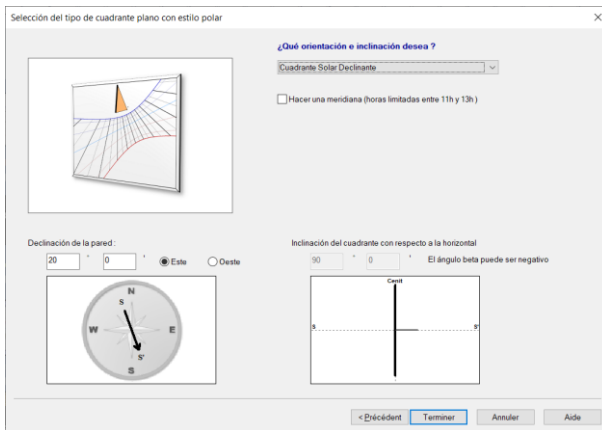 Selección del tipo de cuadrante plano con estilo polar
¿Qué orientación e inclinación desea ?
Cuadrante Solar Declinante
Hacer una meridiana (horas limitadas entre 11h y 13h )
Declinación de la pared :
20 ° 0 ' Este Oeste
N
S
W E
S'
S
Inclinación del cuadrante con respecto a la horizontal
90 ° 0 ' El ángulo beta puede ser negativo
Cenit
S S'
< Précédent Terminer Annuler Aide